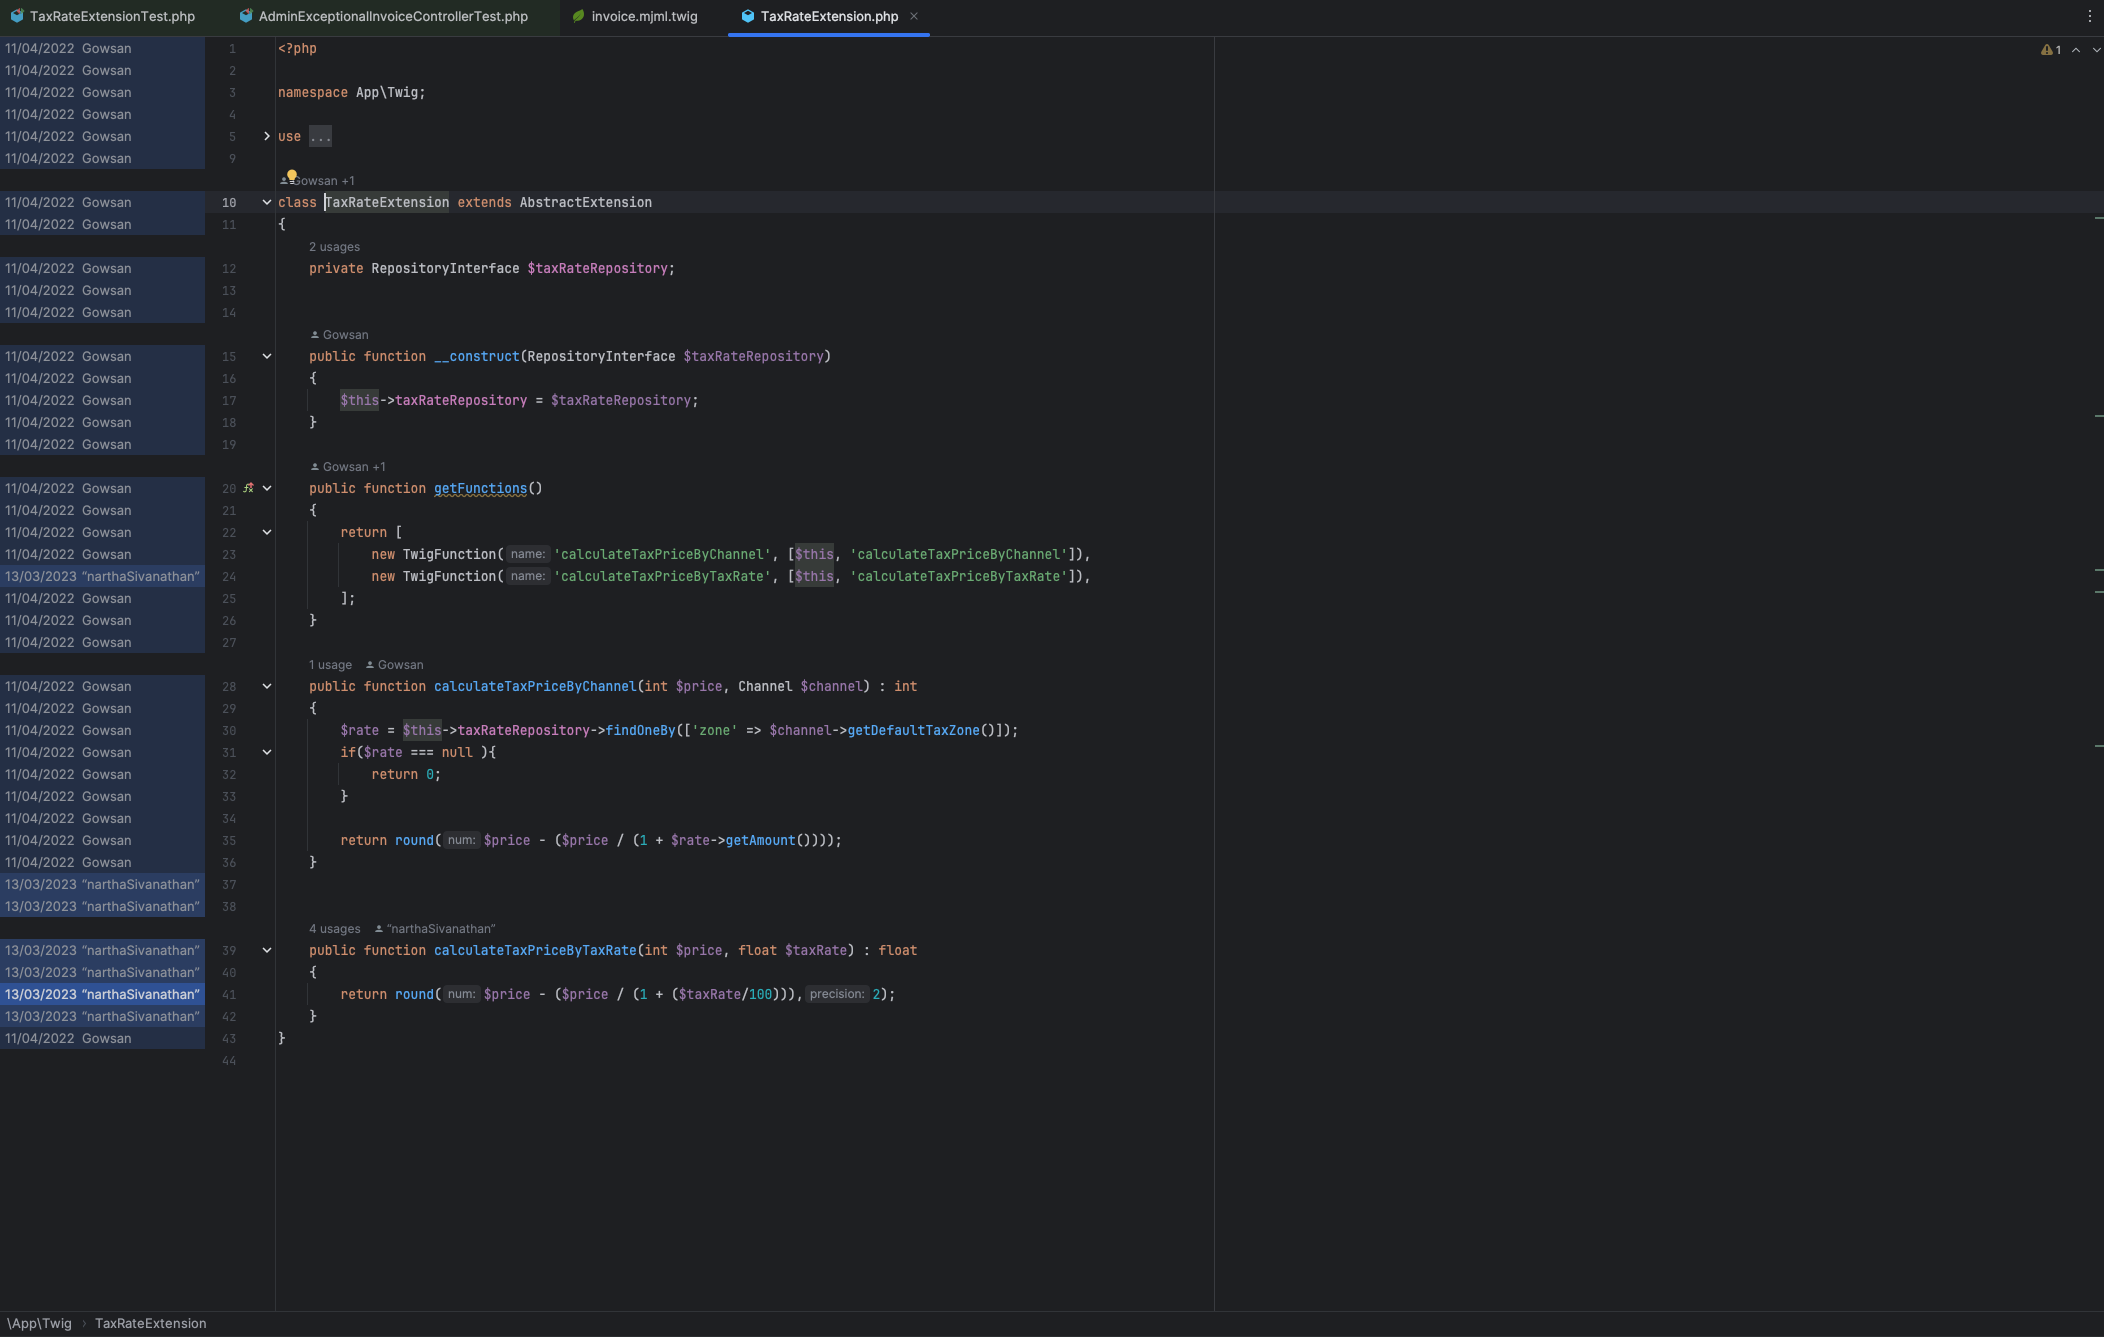 TaxRateExtensionTest.php AdminExceptionalInvoiceControllerTest.php invoice.mjml.twig TaxRateExtension.php
11/04/2022 Gowsan 1 <?php 1
11/04/2022 Gowsan 2
11/04/2022 Gowsan 3 namespace App\Twig;
11/04/2022 Gowsan 4
11/04/2022 Gowsan 5 use ...
11/04/2022 Gowsan 9
Gowsan +1
11/04/2022 Gowsan 10 class TaxRateExtension extends AbstractExtension
11/04/2022 Gowsan 11 {
2 usages
11/04/2022 Gowsan 12 private RepositoryInterface $taxRateRepository;
11/04/2022 Gowsan 13
11/04/2022 Gowsan 14
Gowsan
11/04/2022 Gowsan 15 public function __construct(RepositoryInterface $taxRateRepository)
11/04/2022 Gowsan 16 {
11/04/2022 Gowsan 17 $this->taxRateRepository = $taxRateRepository;
11/04/2022 Gowsan 18 }
11/04/2022 Gowsan 19
Gowsan +1
11/04/2022 Gowsan 20 public function getFunctions()
11/04/2022 Gowsan 21 {
11/04/2022 Gowsan 22 return [
11/04/2022 Gowsan 23 new TwigFunction( name: 'calculateTaxPriceByChannel', [$this, 'calculateTaxPriceByChannel']),
13/03/2023 “narthaSivanathan” 24 new TwigFunction( name: 'calculateTaxPriceByTaxRate', [$this, 'calculateTaxPriceByTaxRate']),
11/04/2022 Gowsan 25 ];
11/04/2022 Gowsan 26 }
11/04/2022 Gowsan 27
1 usage Gowsan
11/04/2022 Gowsan 28 public function calculateTaxPriceByChannel(int $price, Channel $channel) : int
11/04/2022 Gowsan 29 {
11/04/2022 Gowsan 30 $rate = $this->taxRateRepository->findOneBy(['zone' => $channel->getDefaultTaxZone()]);
11/04/2022 Gowsan 31 if($rate === null ){
11/04/2022 Gowsan 32 return 0;
11/04/2022 Gowsan 33 }
11/04/2022 Gowsan 34
11/04/2022 Gowsan 35 return round( num: $price - ($price / (1 + $rate->getAmount())));
11/04/2022 Gowsan 36 }
13/03/2023 “narthaSivanathan” 37
13/03/2023 “narthaSivanathan” 38
4 usages “narthaSivanathan”
13/03/2023 “narthaSivanathan” 39 public function calculateTaxPriceByTaxRate(int $price, float $taxRate) : float
13/03/2023 “narthaSivanathan” 40 {
13/03/2023 “narthaSivanathan” 41 return round( num: $price - ($price / (1 + ($taxRate/100))), precision: 2);
13/03/2023 “narthaSivanathan” 42 }
11/04/2022 Gowsan 43 }
44
\App\Twig › TaxRateExtension